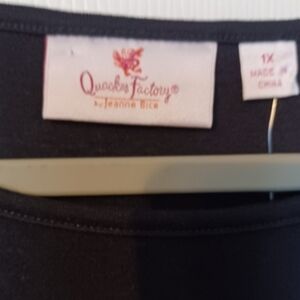 Quacker Factory®
by Jeanne Bice
1X
MADE IN
CHINA